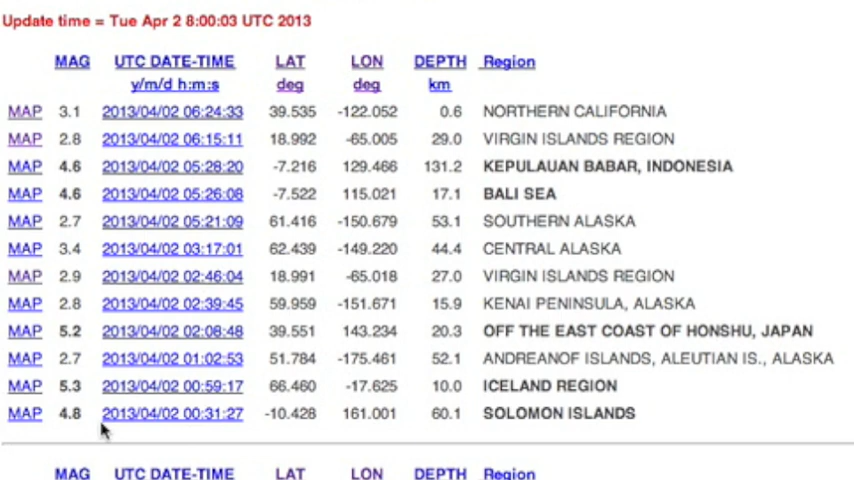 Update time = Tue Apr 2 8:00:03 UTC 2013
MAG UTC DATE-TIME LAT LON DEPTH Region
y/m/d h:m:s deg deg km
MAP 3.1 2013/04/02 06:24:33 39.535 -122.052 0.6 NORTHERN CALIFORNIA
MAP 2.8 2013/04/02 06:15:11 18.992 -65.005 29.0 VIRGIN ISLANDS REGION
MAP 4.6 2013/04/02 05:28:20 -7.216 129.466 131.2 KEPULAUAN BABAR, INDONESIA
MAP 4.6 2013/04/02 05:26:08 -7.522 115.021 17.1 BALI SEA
MAP 2.7 2013/04/02 05:21:09 61.416 -150.679 53.1 SOUTHERN ALASKA
MAP 3.4 2013/04/02 03:17:01 62.439 -149.220 44.4 CENTRAL ALASKA
MAP 2.9 2013/04/02 02:46:04 18.991 -65.018 27.0 VIRGIN ISLANDS REGION
MAP 2.8 2013/04/02 02:39:45 59.959 -151.671 15.9 KENAI PENINSULA, ALASKA
MAP 5.2 2013/04/02 02:08:48 39.551 143.234 20.3 OFF THE EAST COAST OF HONSHU, JAPAN
MAP 2.7 2013/04/02 01:02:53 51.784 -175.461 52.1 ANDREANOF ISLANDS, ALEUTIAN IS., ALASKA
MAP 5.3 2013/04/02 00:59:17 66.460 -17.625 10.0 ICELAND REGION
MAP 4.8 2013/04/02 00:31:27 -10.428 161.001 60.1 SOLOMON ISLANDS
MAG UTC DATE-TIME LAT LON DEPTH Region